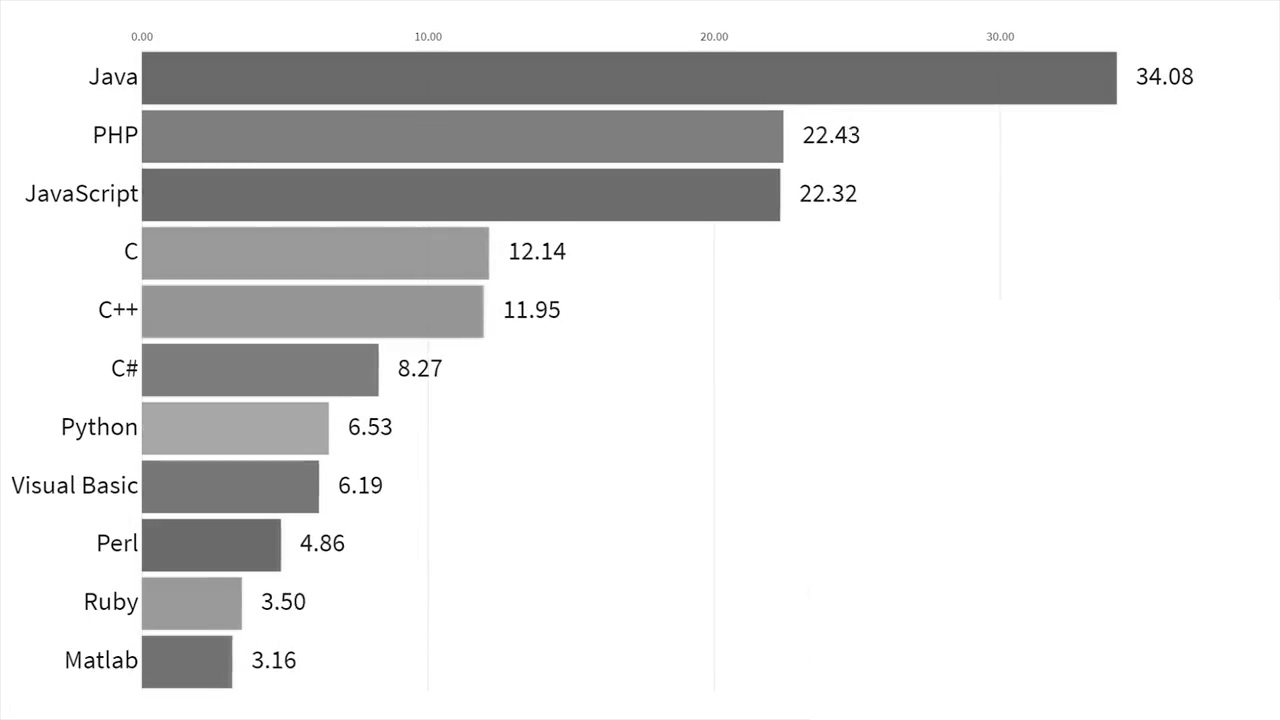 0.00 10.00 20.00 30.00
Java 34.08
PHP 22.43
JavaScript 22.32
C 12.14
C++ 11.95
C# 8.27
Python 6.53
Visual Basic 6.19
Perl 4.86
Ruby 3.50
Matlab 3.16